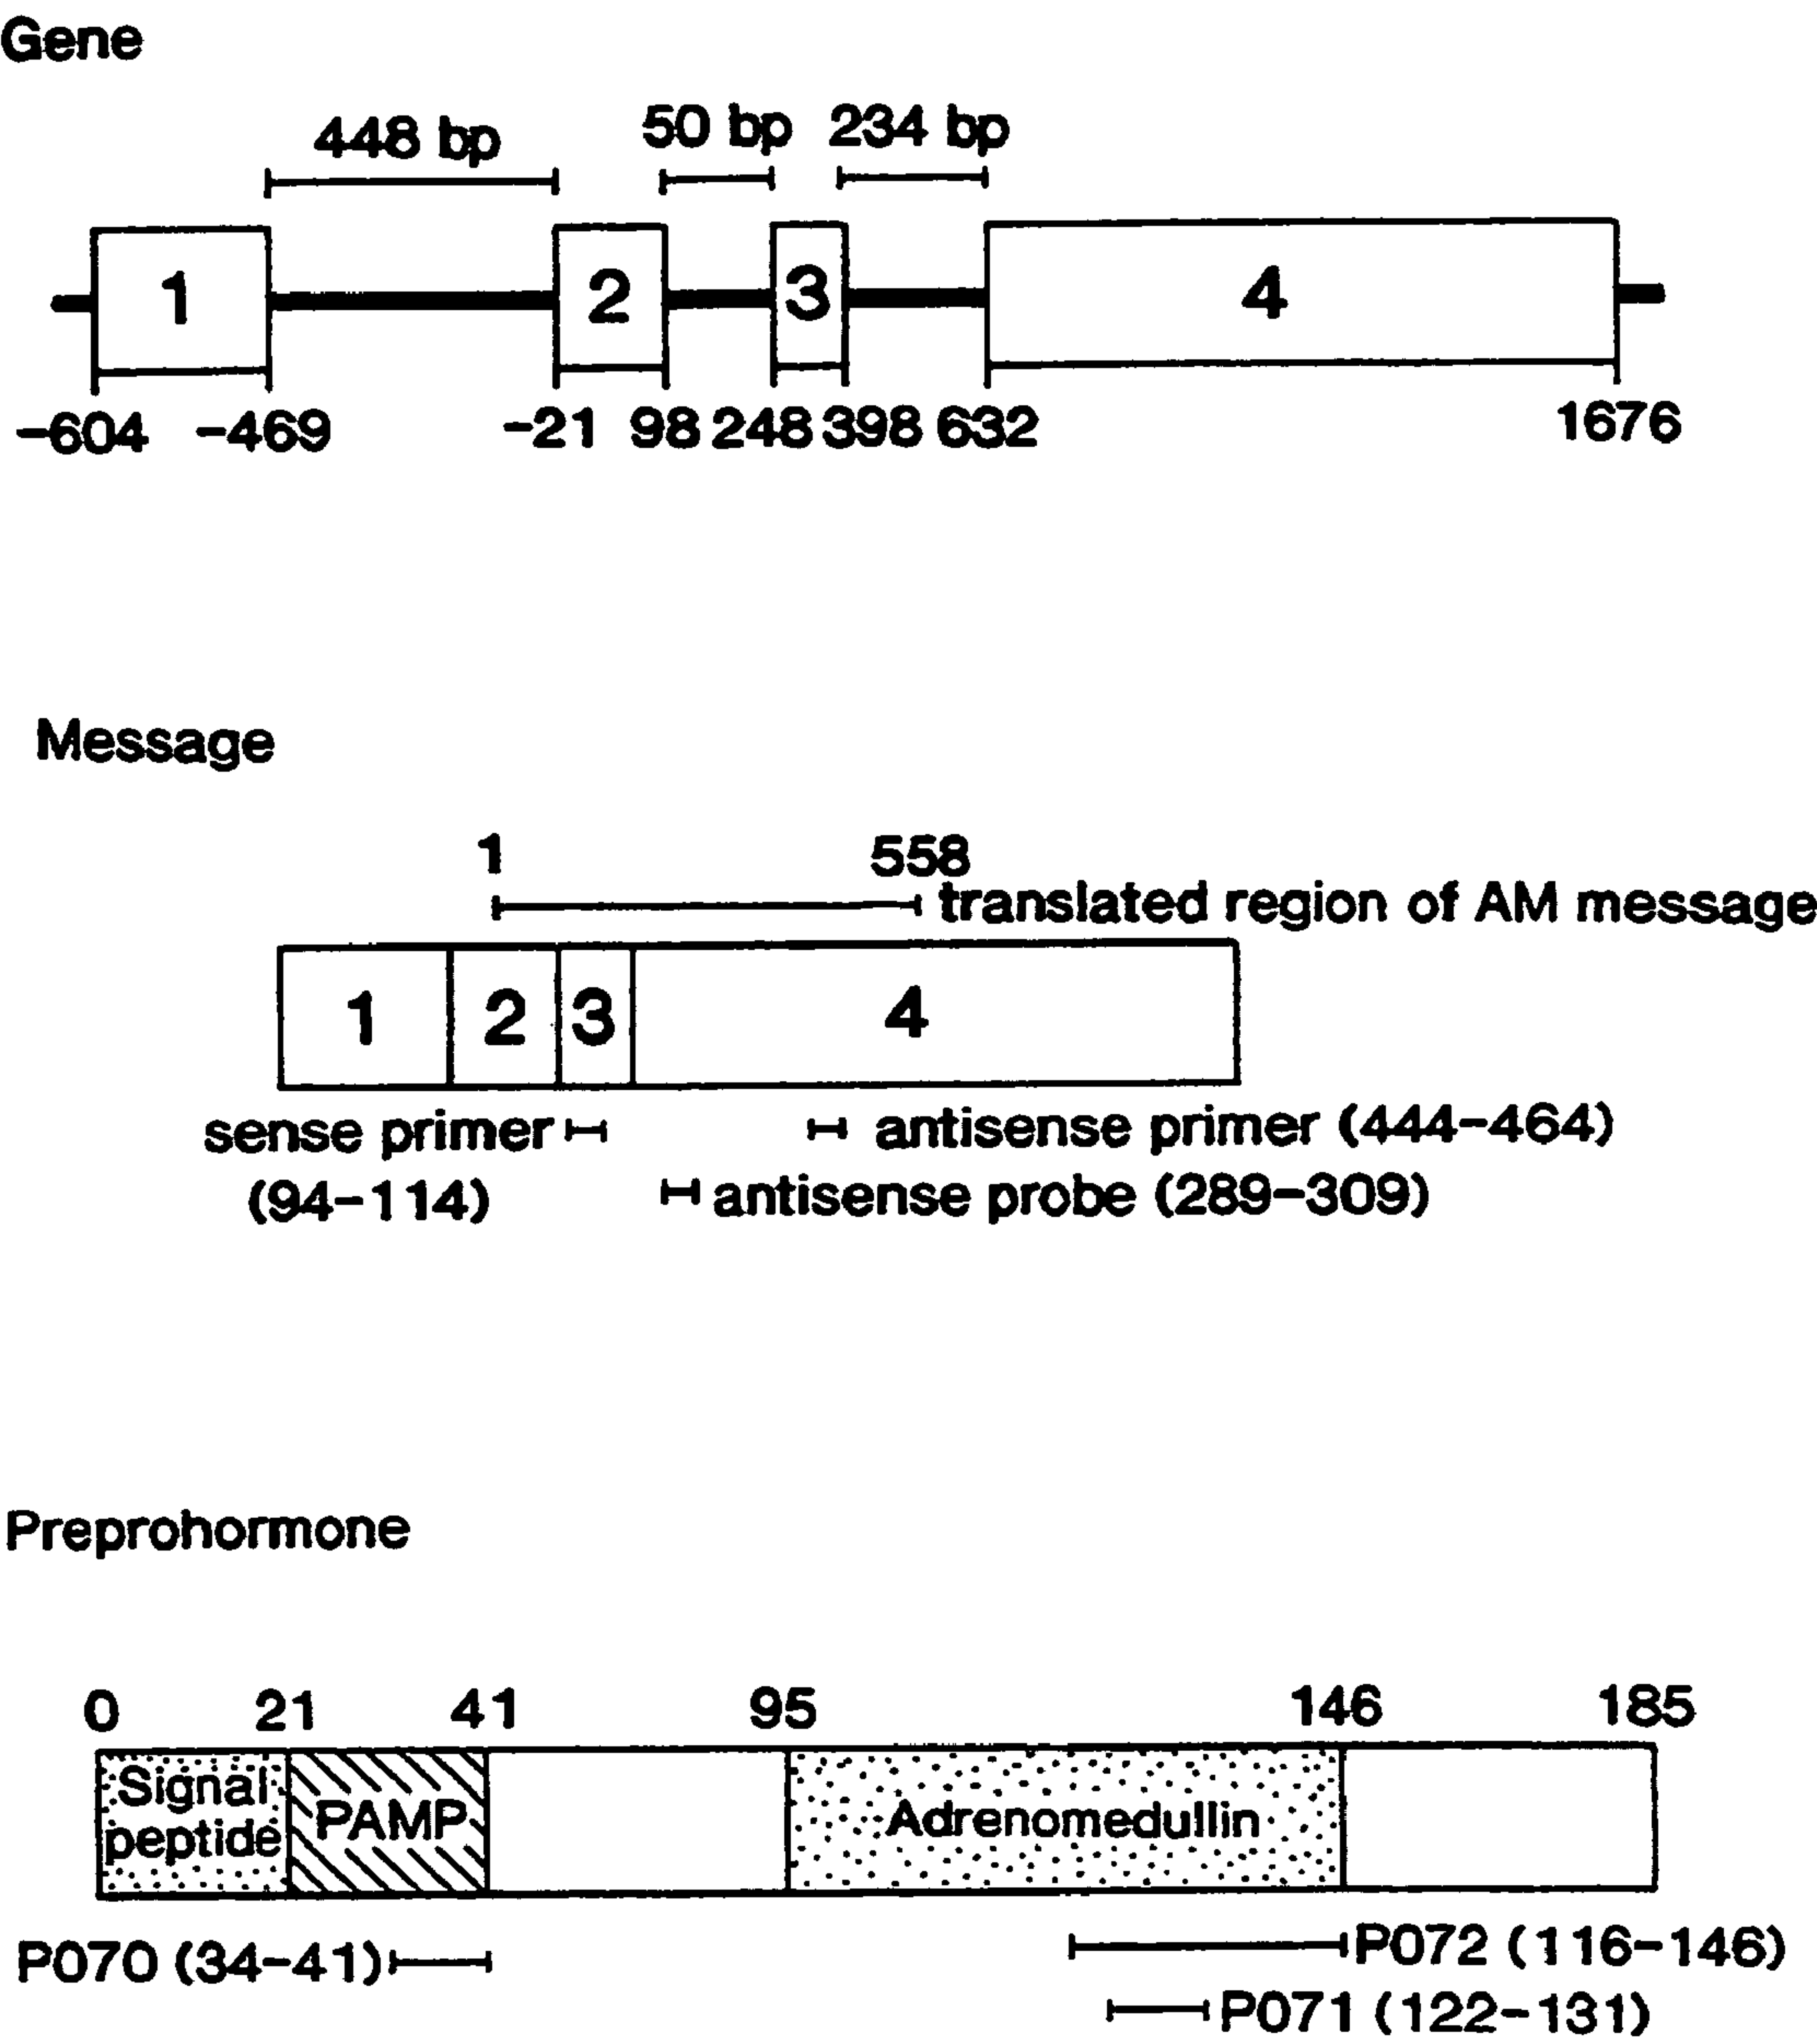 Gene
448 bp 50 bp 234 bp
1 2 3 4
-604 -469 -21 98 248 398 632 1676
Message
1 558
translated region of AM message
1 2 3 4
sense primer antisense primer (444-464)
(94-114) antisense probe (289-309)
Preprohormone
0 21 41 95 146 185
Signal
peptide PAMP Adrenomedullin
P070 (34-41) P072 (116-146)
P071 (122-131)